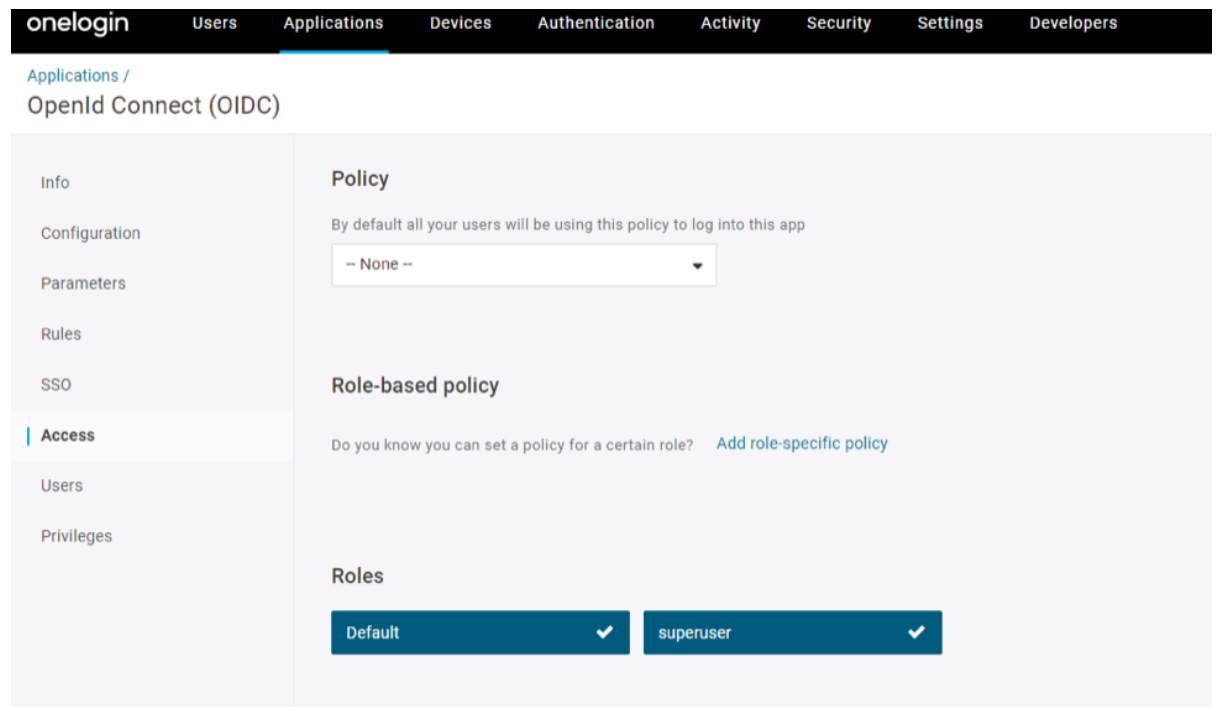 onelogin Users Applications Devices Authentication Activity Security Settings Developers
Applications /
OpenId Connect (OIDC)
Info
Configuration
Parameters
Rules
SSO
Access
Users
Privileges
Policy
By default all your users will be using this policy to log into this app
-- None --
Role-based policy
Do you know you can set a policy for a certain role? Add role-specific policy
Roles
Default superuser